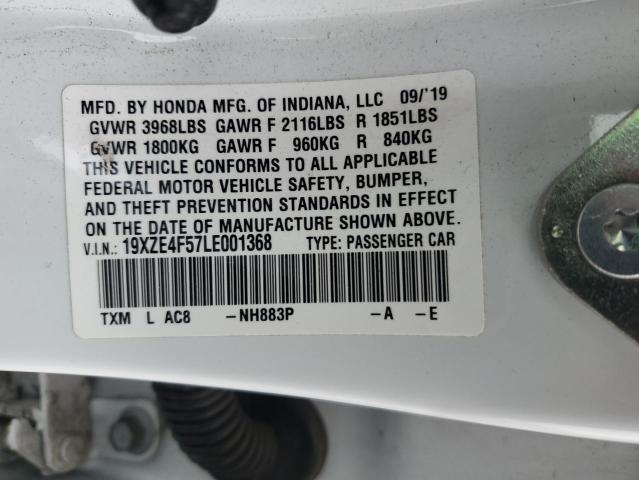 MFD. BY HONDA MFG. OF INDIANA, LLC 09/'19
GVWR 3968LBS GAWR F 2116LBS R 1851LBS
GVWR 1800KG GAWR F 960KG R 840KG
THIS VEHICLE CONFORMS TO ALL APPLICABLE
FEDERAL MOTOR VEHICLE SAFETY, BUMPER,
AND THEFT PREVENTION STANDARDS IN EFFECT
ON THE DATE OF MANUFACTURE SHOWN ABOVE.
V.I.N.: 19XZE4F57LE001368 TYPE: PASSENGER CAR
TXM L AC8 -NH883P -A -E